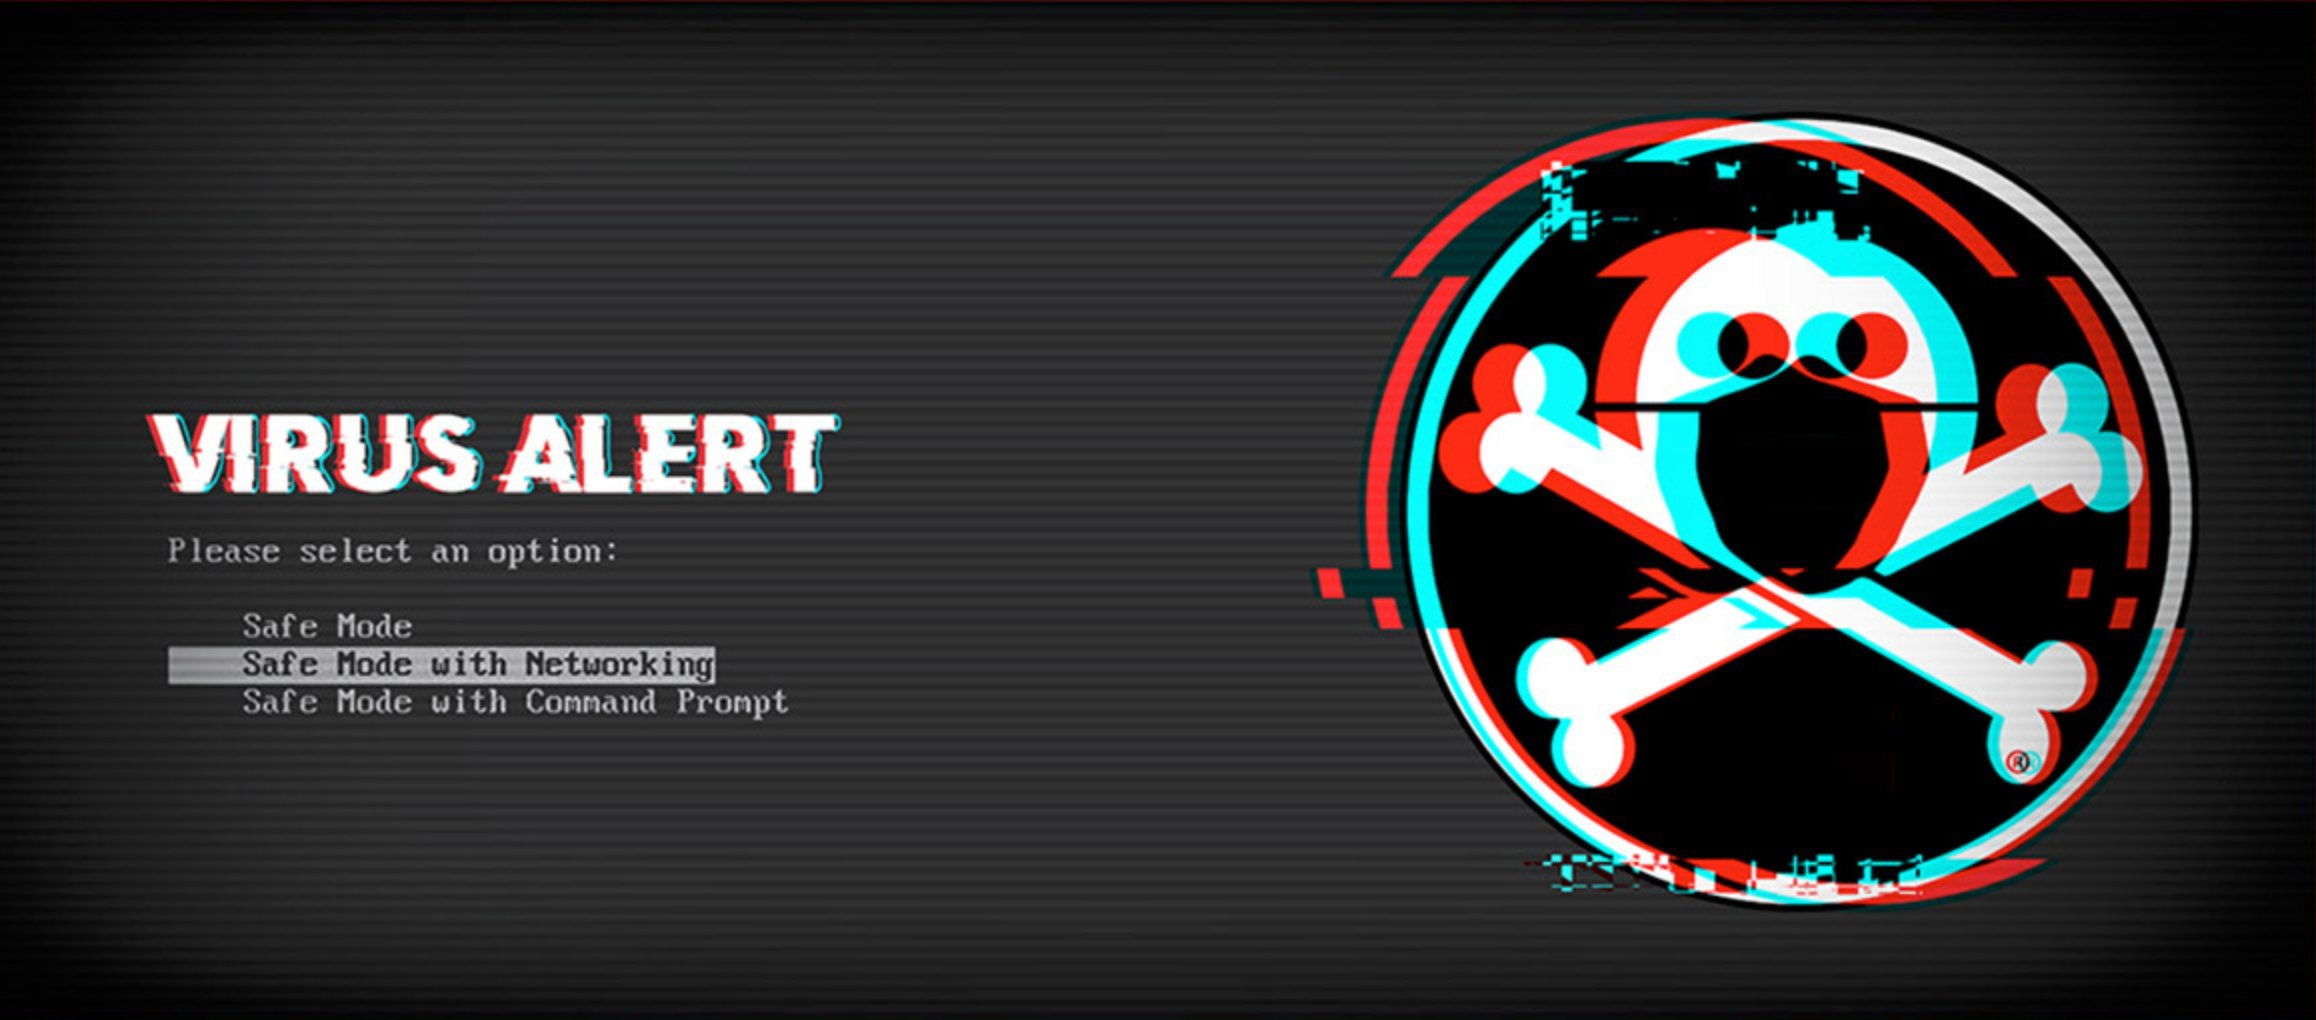 VIRUS ALERT
Please select an option:
Safe Mode
Safe Mode with Networking
Safe Mode with Command Prompt
®